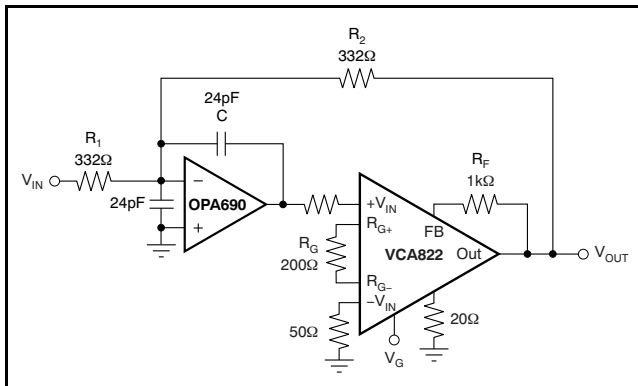 R2
332Ω
24pF
C
R1
332Ω
VIN
24pF
−
OPA690
+
RF
1kΩ
+VIN
RG+
FB
RG
200Ω
VCA822
Out
VOUT
RG−
−VIN
50Ω
20Ω
VG